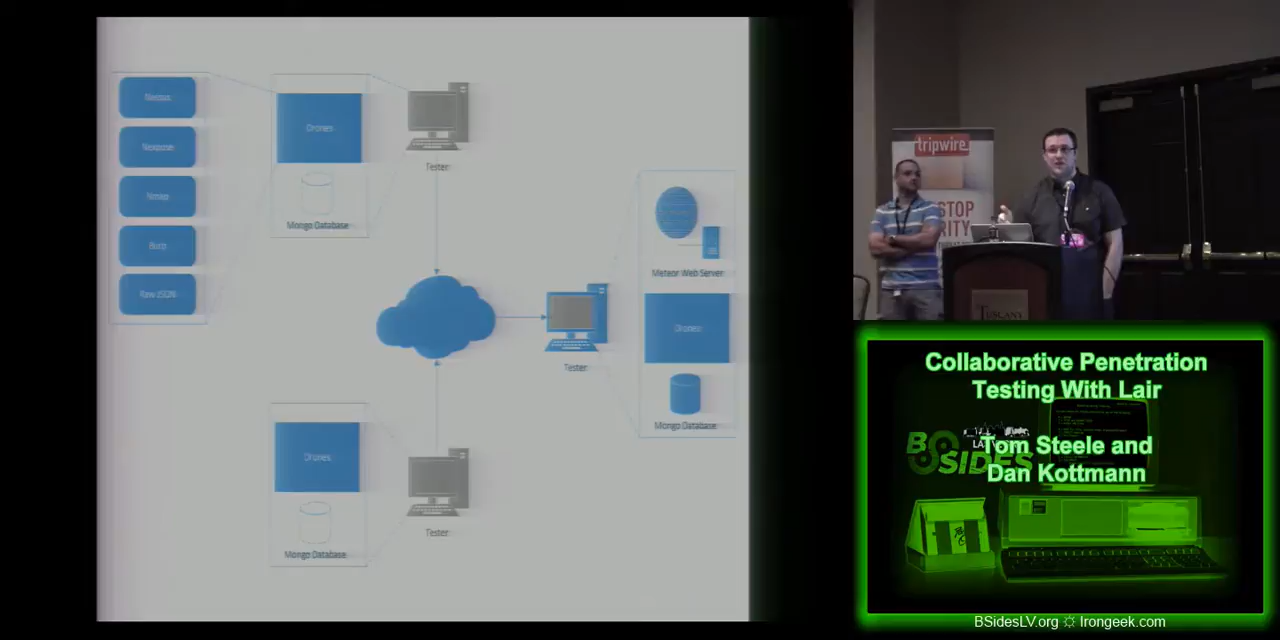 Nessus
Nexpose
Nmap
Burp
Raw JSON
Drones
Mongo Database
Tester
Meteor Web Server
Drones
Mongo Database
Tester
Drones
Mongo Database
Tester
tripwire
STOP
RITY
TUSCANY
Collaborative Penetration
Testing With Lair
BSIDES
Tom Steele and
Dan Kottmann
BSidesLV.org ☼ Irongeek.com